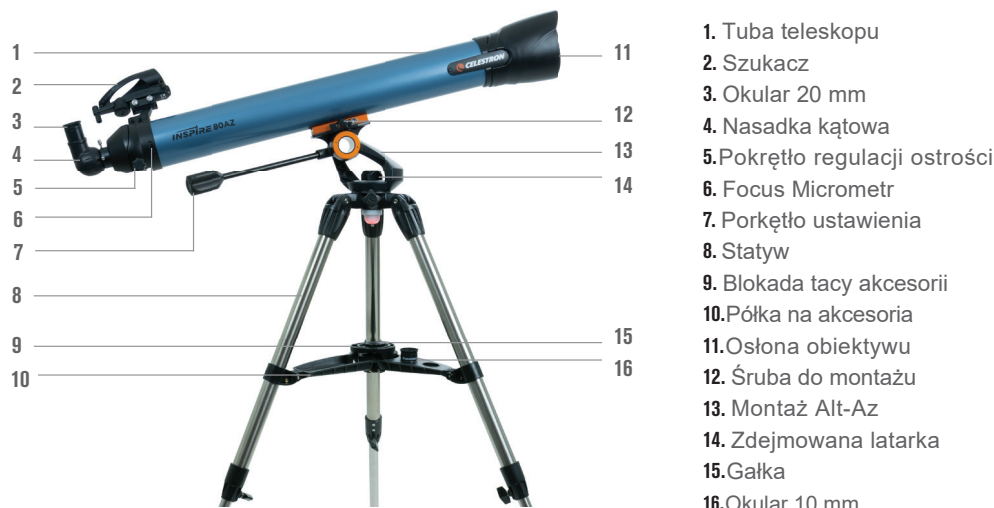 1
2
3
4
5
6
7
8
9
10
11
12
13
14
15
16
CELESTRON
INSPIRE 80AZ
1. Tuba teleskopu
2. Szukacz
3. Okular 20 mm
4. Nasadka kątowa
5.Pokrętło regulacji ostrości
6. Focus Micrometr
7. Porkętło ustawienia
8. Statyw
9. Blokada tacy akcesorii
10.Półka na akcesoria
11.Osłona obiektywu
12. Śruba do montażu
13. Montaż Alt-Az
14. Zdejmowana latarka
15.Gałka
16.Okular 10 mm